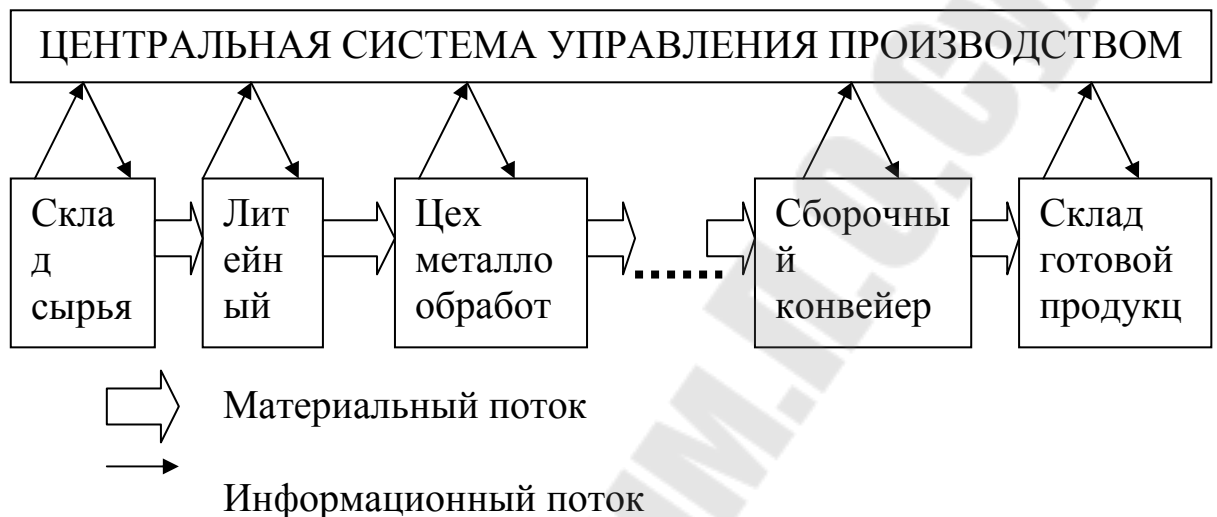 ЦЕНТРАЛЬНАЯ СИСТЕМА УПРАВЛЕНИЯ ПРОИЗВОДСТВОМ
Скла
д
сырья
Лит
ейн
ый
Цех
металло
обработ
Сборочны
й
конвейер
Склад
готовой
продукц
Материальный поток
Информационный поток